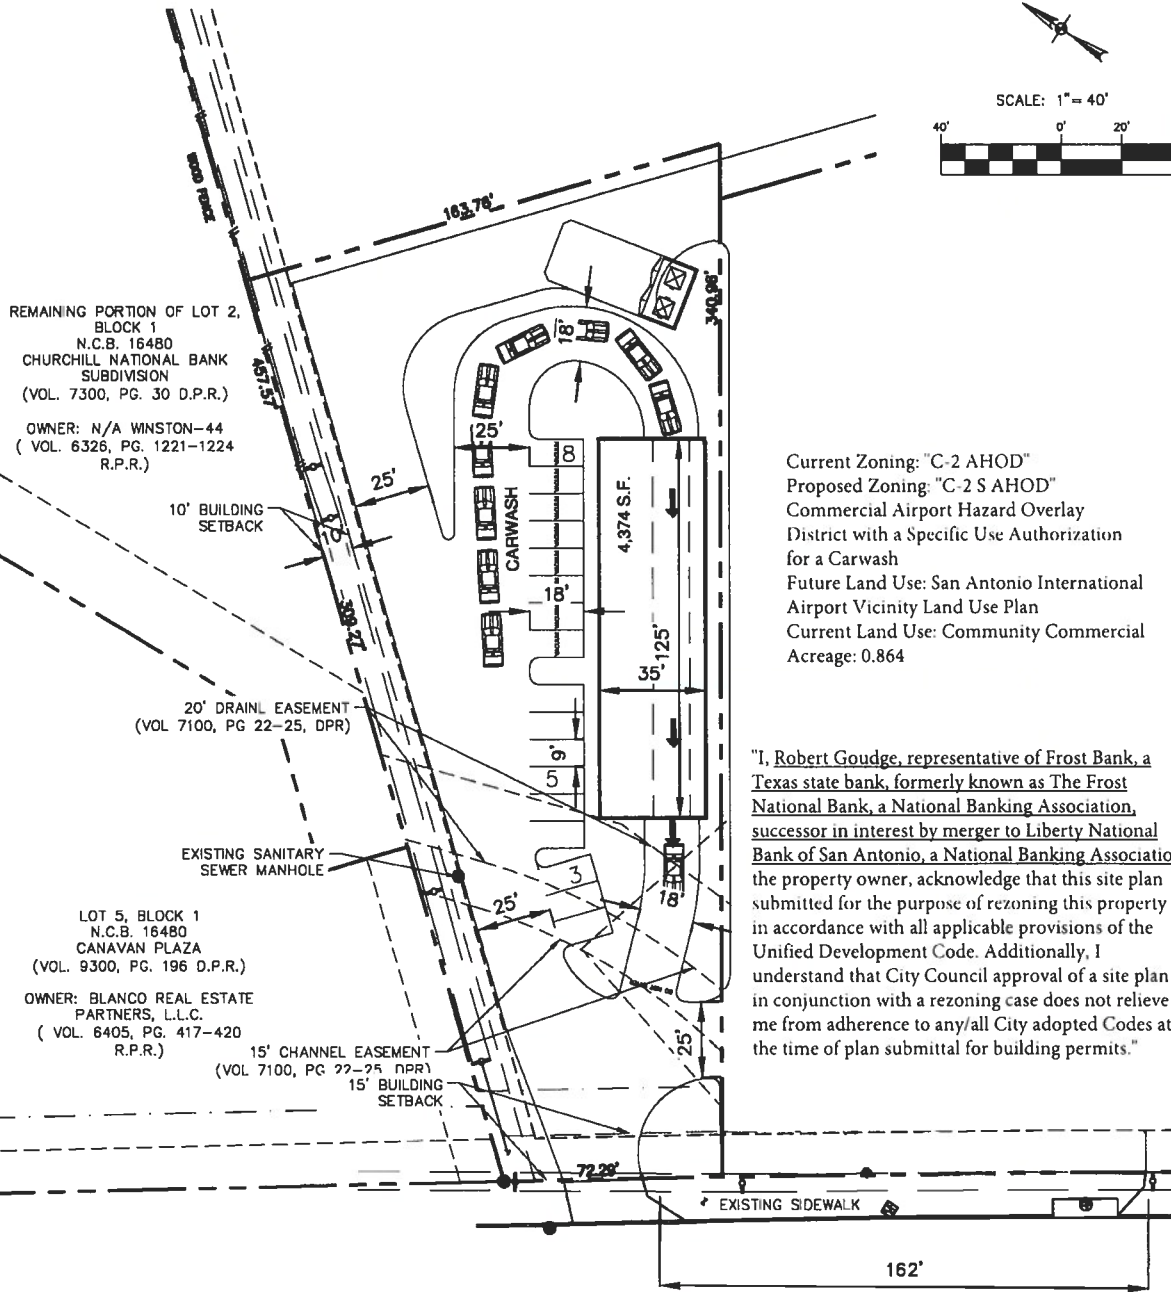 SCALE: 1"= 40'
40' 0' 20'
WOOD FENCE
163.76'
340.96'
18'
REMAINING PORTION OF LOT 2,
BLOCK 1
N.C.B. 16480
CHURCHILL NATIONAL BANK
SUBDIVISION
(VOL. 7300, PG. 30 D.P.R.)
OWNER: N/A WINSTON-44
( VOL. 6326, PG. 1221-1224
R.P.R.)
457.57'
25'
25'
8
10' BUILDING
SETBACK
10'
CARWASH
4,374 S.F.
18'
125'
35'
309.27'
Current Zoning: "C-2 AHOD"
Proposed Zoning: "C-2 S AHOD"
Commercial Airport Hazard Overlay
District with a Specific Use Authorization
for a Carwash
Future Land Use: San Antonio International
Airport Vicinity Land Use Plan
Current Land Use: Community Commercial
Acreage: 0.864
20' DRAINL EASEMENT
(VOL 7100, PG 22-25, DPR)
9'
5
"I, Robert Goudge, representative of Frost Bank, a
Texas state bank, formerly known as The Frost
National Bank, a National Banking Association,
successor in interest by merger to Liberty National
Bank of San Antonio, a National Banking Associatio
the property owner, acknowledge that this site plan
submitted for the purpose of rezoning this property
in accordance with all applicable provisions of the
Unified Development Code. Additionally, I
understand that City Council approval of a site plan
in conjunction with a rezoning case does not relieve
me from adherence to any/all City adopted Codes at
the time of plan submittal for building permits."
EXISTING SANITARY
SEWER MANHOLE
3
18'
25'
LOT 5, BLOCK 1
N.C.B. 16480
CANAVAN PLAZA
(VOL. 9300, PG. 196 D.P.R.)
OWNER: BLANCO REAL ESTATE
PARTNERS, L.L.C.
( VOL. 6405, PG. 417-420
R.P.R.)
15' CHANNEL EASEMENT
(VOL 7100, PG 22-25 DPR)
25'
15' BUILDING
SETBACK
72.29'
EXISTING SIDEWALK
162'